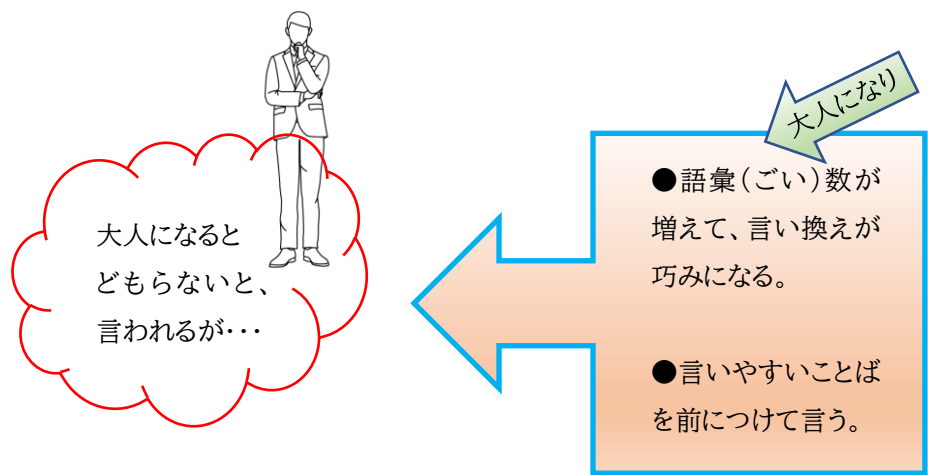 大人になると
どもらないと、
言われるが･･･
大人になり
●語彙(ごい)数が
増えて、言い換えが
巧みになる。
●言いやすいことば
を前につけて言う。